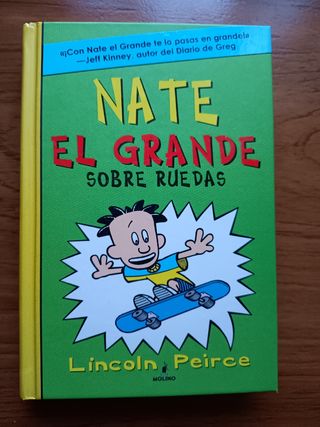 «¡Con Nate el Grande te lo pasas en grande!»
—Jeff Kinney, autor del Diario de Greg
NATE
EL GRANDE
SOBRE RUEDAS
Lincoln Peirce
MOLINO